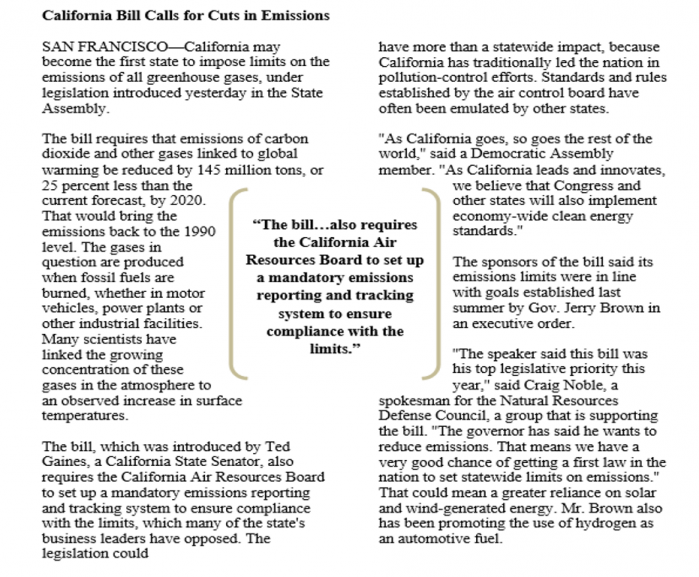 California Bill Calls for Cuts in Emissions
SAN FRANCISCO—California may
become the first state to impose limits on the
emissions of all greenhouse gases, under
legislation introduced yesterday in the State
Assembly.
The bill requires that emissions of carbon
dioxide and other gases linked to global
warming be reduced by 145 million tons, or
25 percent less than the
current forecast, by 2020.
That would bring the
emissions back to the 1990
level. The gases in
question are produced
when fossil fuels are
burned, whether in motor
vehicles, power plants or
other industrial facilities.
Many scientists have
linked the growing
concentration of these
gases in the atmosphere to
an observed increase in surface
temperatures.
The bill, which was introduced by Ted
Gaines, a California State Senator, also
requires the California Air Resources Board
to set up a mandatory emissions reporting
and tracking system to ensure compliance
with the limits, which many of the state's
business leaders have opposed. The
legislation could
“The bill…also requires
the California Air
Resources Board to set up
a mandatory emissions
reporting and tracking
system to ensure
compliance with the
limits.”
have more than a statewide impact, because
California has traditionally led the nation in
pollution-control efforts. Standards and rules
established by the air control board have
often been emulated by other states.
"As California goes, so goes the rest of the
world," said a Democratic Assembly
member. "As California leads and innovates,
we believe that Congress and
other states will also implement
economy-wide clean energy
standards."
The sponsors of the bill said its
emissions limits were in line
with goals established last
summer by Gov. Jerry Brown in
an executive order.
"The speaker said this bill was
his top legislative priority this
year," said Craig Noble, a
spokesman for the Natural Resources
Defense Council, a group that is supporting
the bill. "The governor has said he wants to
reduce emissions. That means we have a
very good chance of getting a first law in the
nation to set statewide limits on emissions."
That could mean a greater reliance on solar
and wind-generated energy. Mr. Brown also
has been promoting the use of hydrogen as
an automotive fuel.